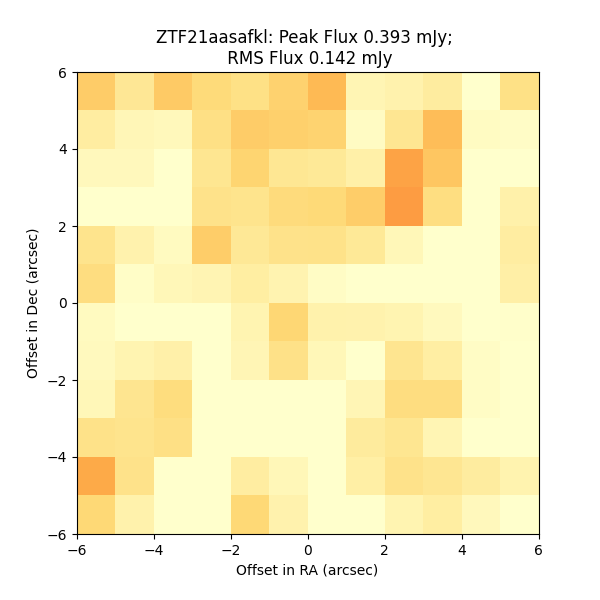 ZTF21aasafkl: Peak Flux 0.393 mJy;
RMS Flux 0.142 mJy
6
4
2
0
−2
−4
−6
Offset in Dec (arcsec)
−6 −4 −2 0 2 4 6
Offset in RA (arcsec)